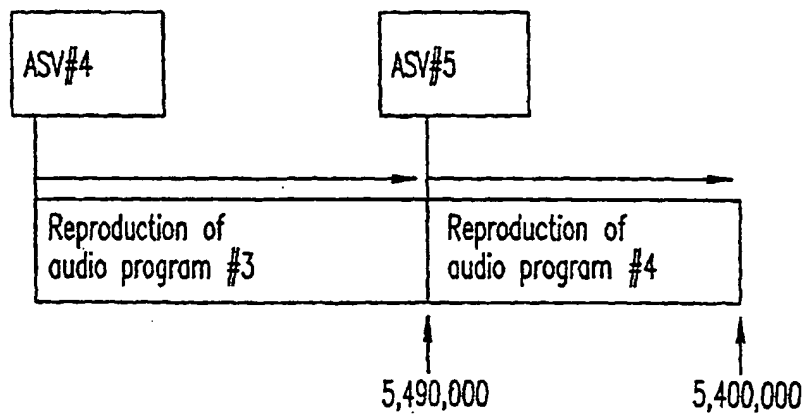 ASV#4
ASV#5
Reproduction of
audio program #3
Reproduction of
audio program #4
5,490,000
5,400,000